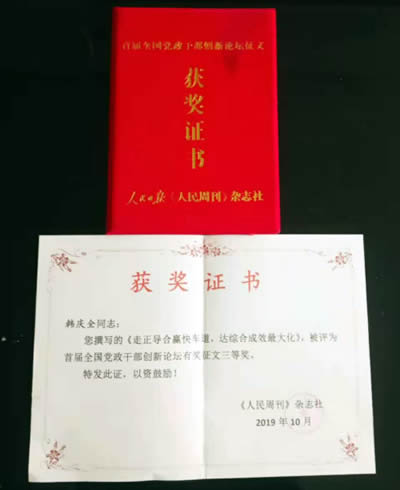 首届全国党政干部创新论坛征文
获奖证书
人民日报《人民周刊》杂志社
获奖证书
韩庆全同志：
您撰写的《走正导合赢快车道，达综合成效最大化》，被评为
首届全国党政干部创新论坛有奖征文三等奖。
特发此证，以资鼓励！
《人民周刊》杂志社
2019年10月